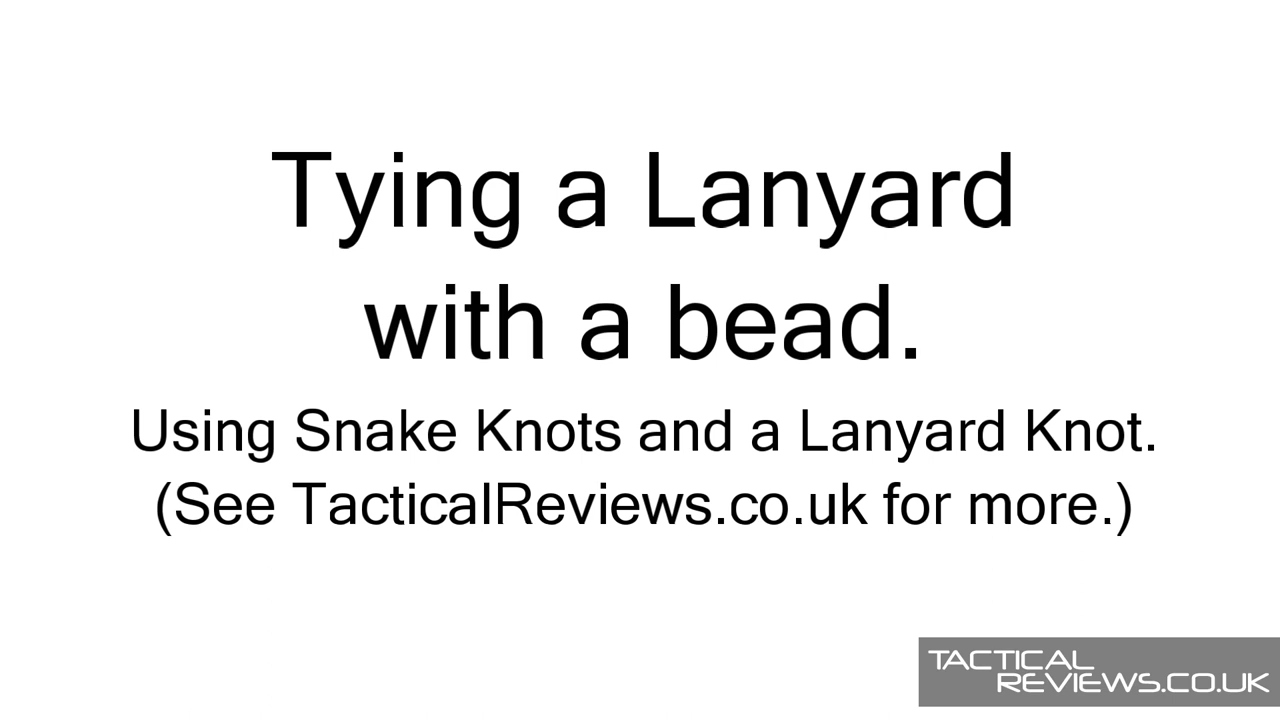 Tying a Lanyard
with a bead.
Using Snake Knots and a Lanyard Knot.
(See TacticalReviews.co.uk for more.)
TACTICAL
REVIEWS.CO.UK